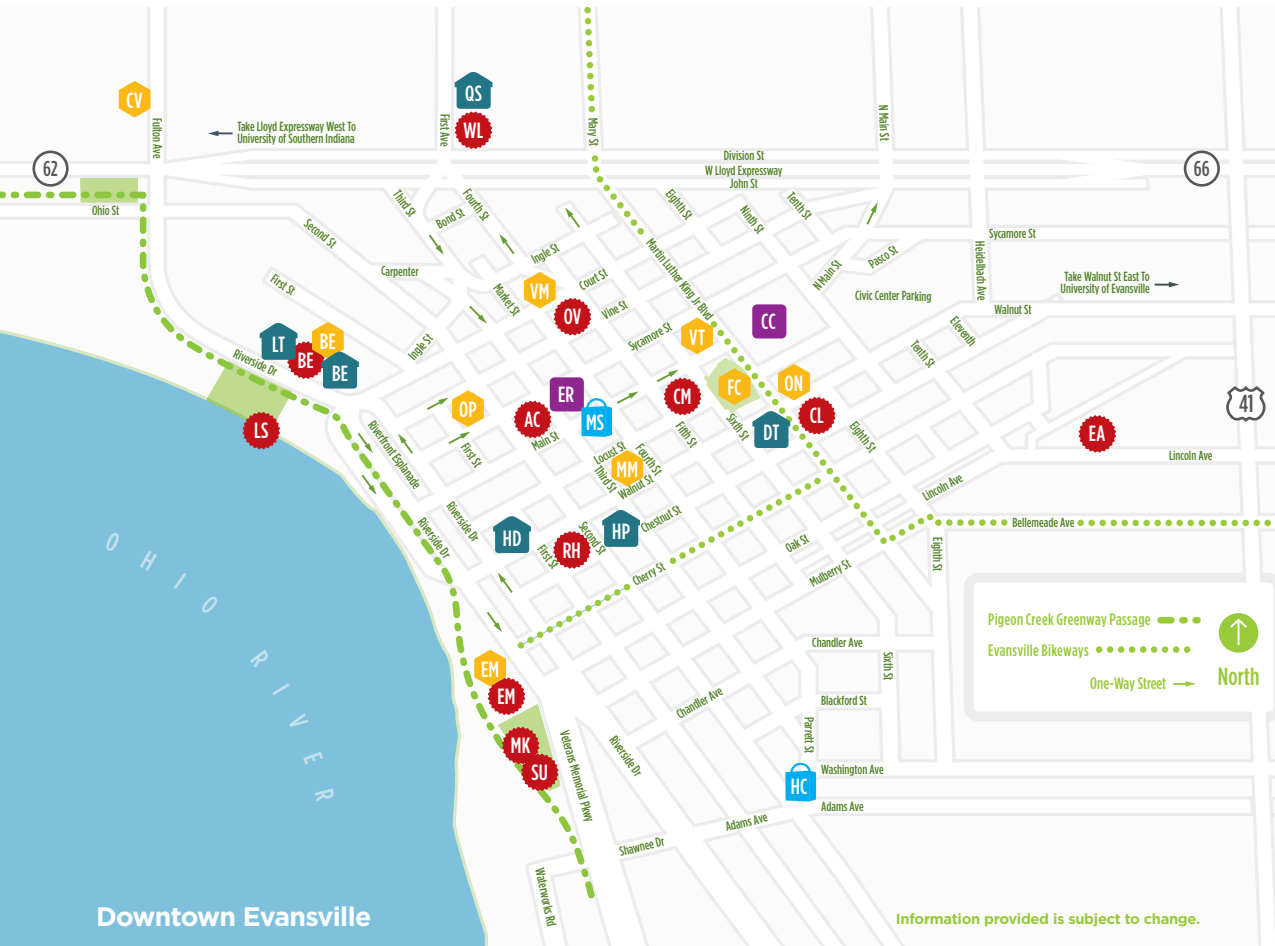 QS
CV
WL
Fulton Ave
First Ave
Mary St
N Main St
Take Lloyd Expressway West To
University of Southern Indiana
62
Division St
W Lloyd Expressway
John St
66
Ohio St
Third St
Fourth St
Bond St
Eighth St
Ninth St
Tenth St
Second St
Ingle St
Martin Luther King Jr Blvd
Sycamore St
Pasco St
Heidelbach Ave
Carpenter
First St
Court St
N Main St
Take Walnut St East To
University of Evansville
Civic Center Parking
VM
Market St
OV
Vine St
CC
Walnut St
Sycamore St
VT
Eleventh
Tenth St
LT
BE
BE
BE
Ingle St
Riverside Dr
ER
FC
ON
CM
OP
AC
MS
CL
41
LS
EA
Riverfront Esplanade
First St
Main St
Fifth St
Sixth St
DT
Eighth St
Locust St
Fourth St
Lincoln Ave
Third St
MM
Walnut St
Lincoln Ave
Riverside Dr
Riverside Dr
HD
HP
Chestnut St
Second St
First St
RH
Bellemeade Ave
Oak St
Eighth St
Cherry St
Mulberry St
OHIO RIVER
Pigeon Creek Greenway Passage
Evansville Bikeways
One-Way Street
North
Chandler Ave
Sixth St
EM
EM
Chandler Ave
Blackford St
Parrett St
MK
SU
Veterans Memorial Pkwy
Riverside Dr
Washington Ave
HC
Adams Ave
Adams Ave
Shawnee Dr
Waterworks Rd
Downtown Evansville
Information provided is subject to change.